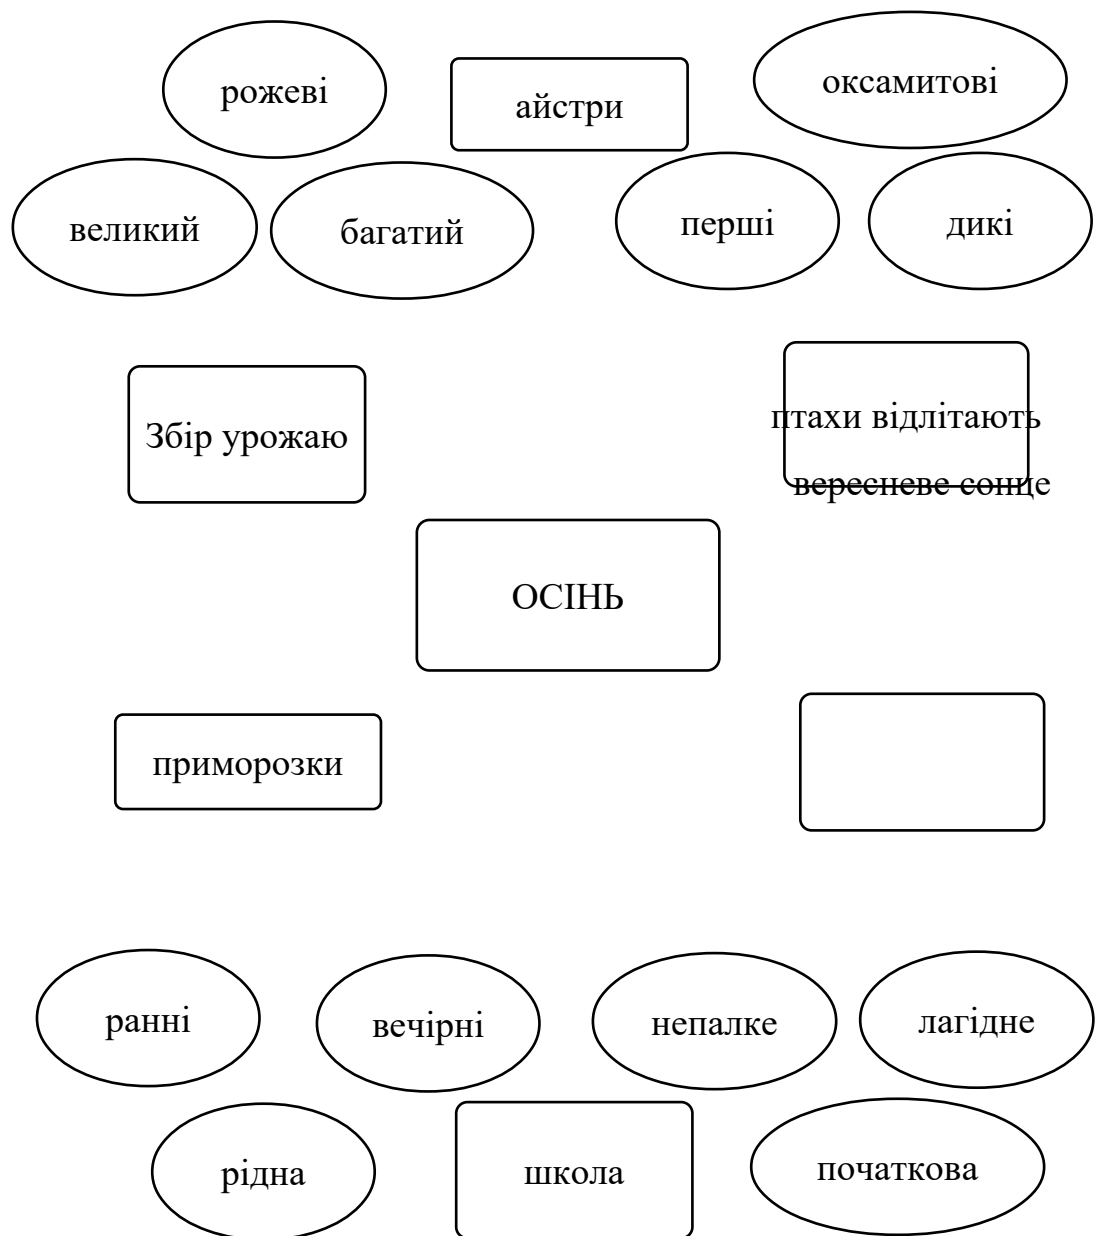 рожеві
айстри
оксамитові
великий
багатий
перші
дикі
Збір урожаю
птахи відлітають
вересневе сонце
ОСІНЬ
приморозки
ранні
вечірні
непалке
лагідне
рідна
школа
початкова